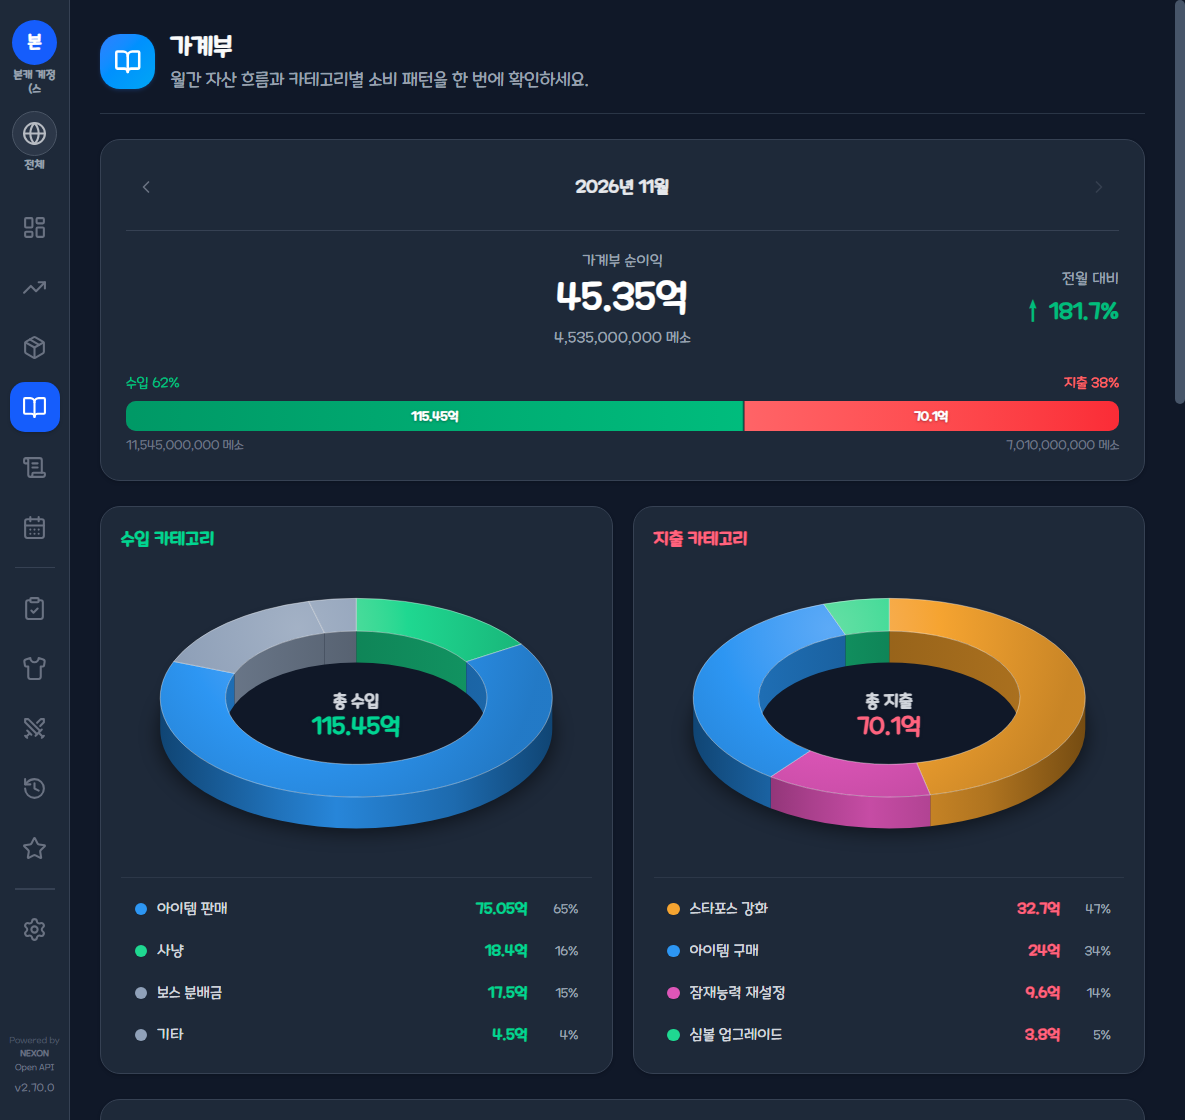 본
본캐 계정
(스
전체
Powered by
NEXON
Open API
v2.70.0
가계부
월간 자산 흐름과 카테고리별 소비 패턴을 한 번에 확인하세요.
2026년 11월
가계부 순이익
45.35억
4,535,000,000 메소
전월 대비
↑ 181.7%
수입 62%
지출 38%
115.45억
70.1억
11,545,000,000 메소
7,010,000,000 메소
수입 카테고리
총 수입
115.45억
아이템 판매 75.05억 65%
사냥 18.4억 16%
보스 분배금 17.5억 15%
기타 4.5억 4%
지출 카테고리
총 지출
70.1억
스타포스 강화 32.7억 47%
아이템 구매 24억 34%
잠재능력 재설정 9.6억 14%
심볼 업그레이드 3.8억 5%